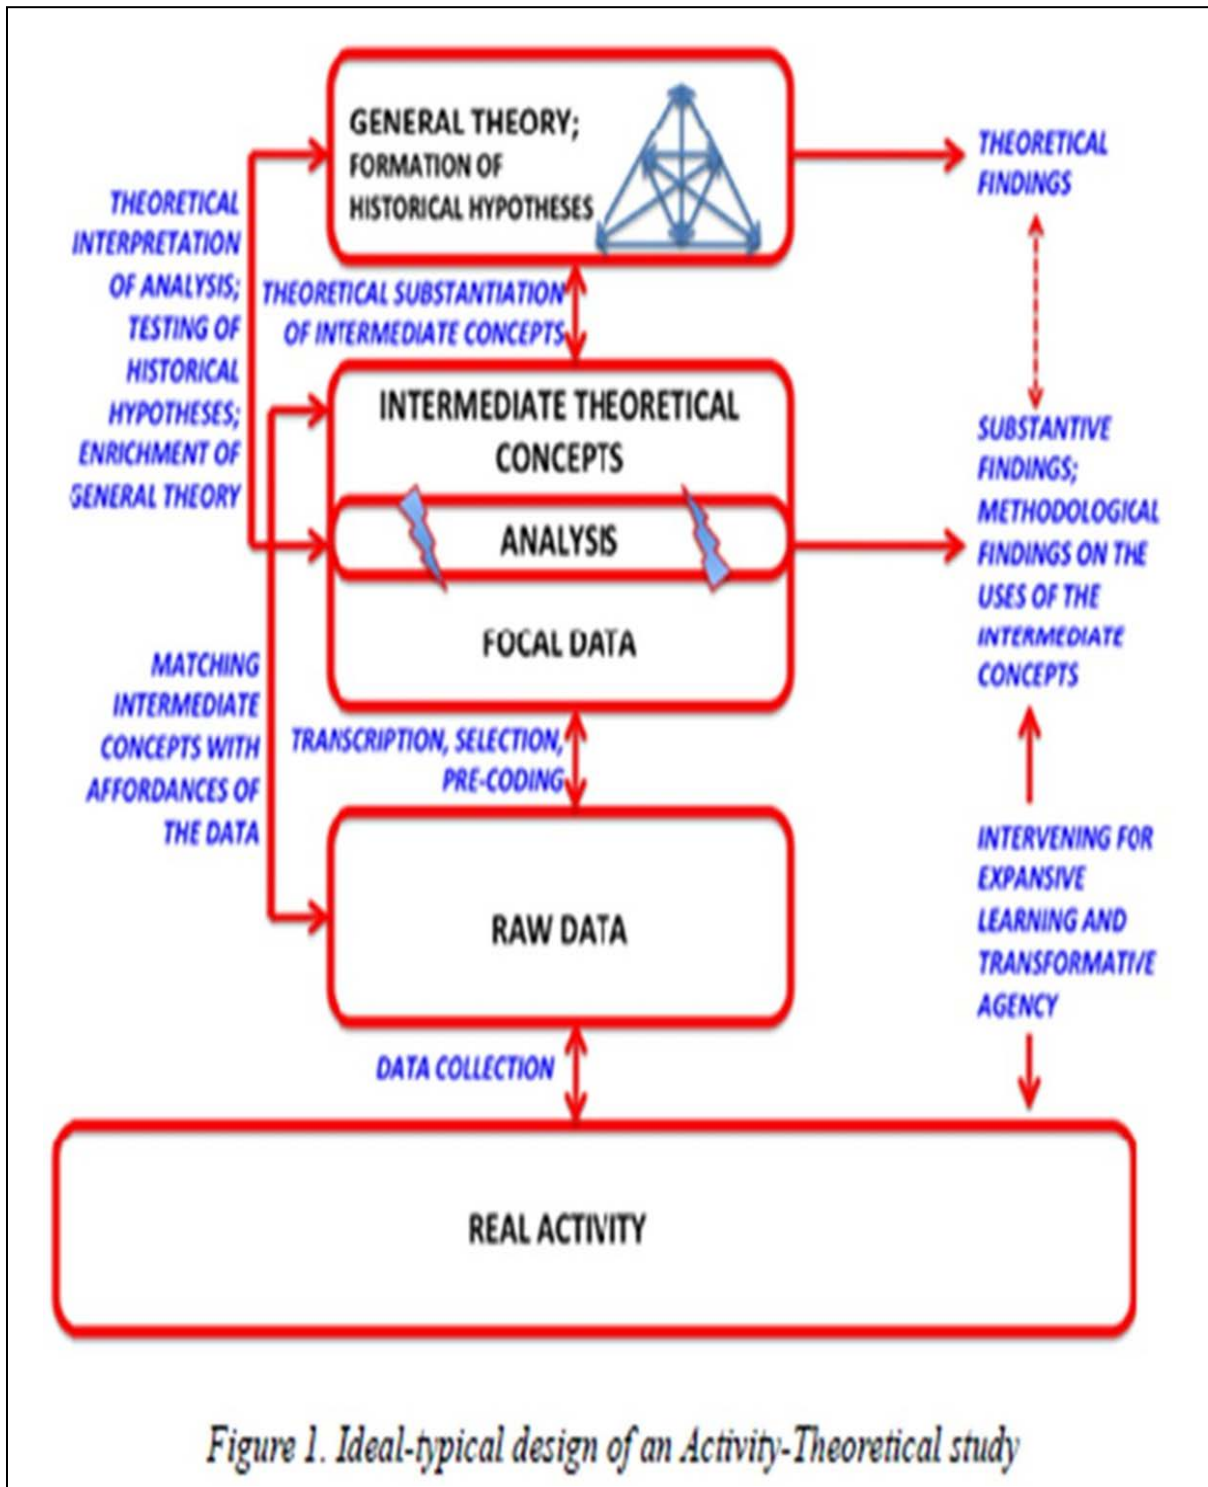 GENERAL THEORY;
FORMATION OF
HISTORICAL HYPOTHESES
THEORETICAL
FINDINGS
THEORETICAL
INTERPRETATION
OF ANALYSIS;
TESTING OF
HISTORICAL
HYPOTHESES;
ENRICHMENT OF
GENERAL THEORY
THEORETICAL SUBSTANTIATION
OF INTERMEDIATE CONCEPTS
INTERMEDIATE THEORETICAL
CONCEPTS
ANALYSIS
FOCAL DATA
SUBSTANTIVE
FINDINGS;
METHODOLOGICAL
FINDINGS ON THE
USES OF THE
INTERMEDIATE
CONCEPTS
MATCHING
INTERMEDIATE
CONCEPTS WITH
AFFORDANCES OF
THE DATA
TRANSCRIPTION, SELECTION,
PRE-CODING
RAW DATA
INTERVENING FOR
EXPANSIVE
LEARNING AND
TRANSFORMATIVE
AGENCY
DATA COLLECTION
REAL ACTIVITY
Figure 1. Ideal-typical design of an Activity-Theoretical study